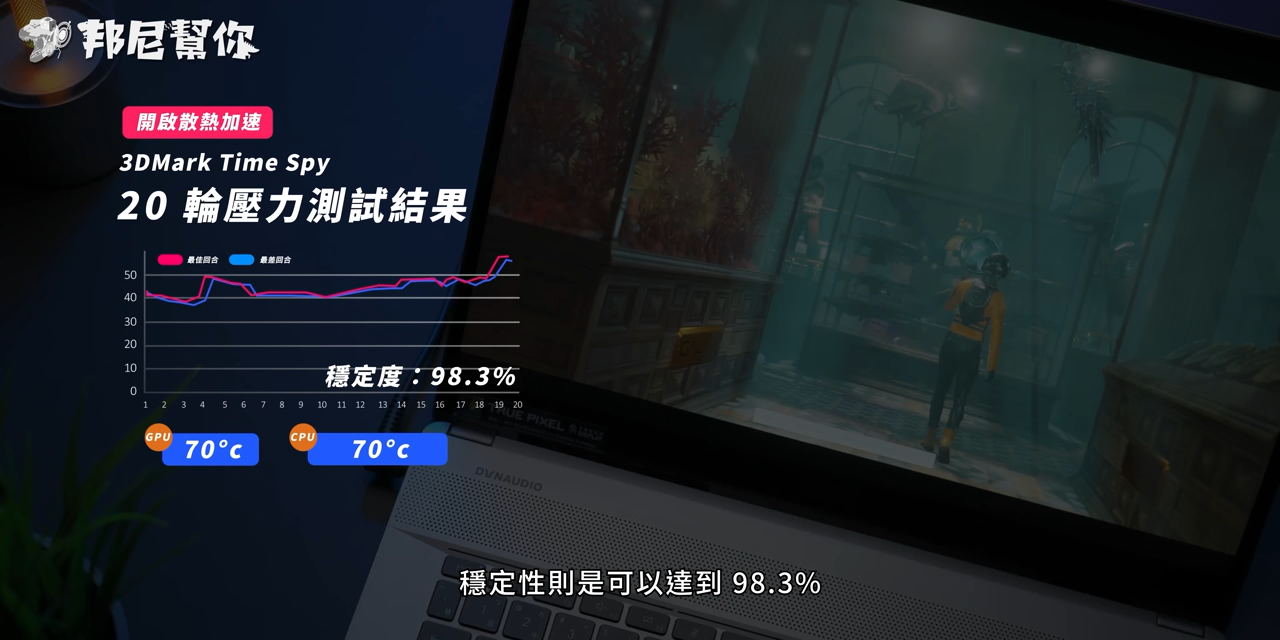 邦尼幫你
開啟散熱加速
3DMark Time Spy
20 輪壓力測試結果
最佳回合 最差回合
50
40
30
20
10
0
穩定度：98.3%
1 2 3 4 5 6 7 8 9 10 11 12 13 14 15 16 17 18 19 20
GPU 70°c CPU 70°c
TRUE PIXEL
DYNAUDIO
穩定性則是可以達到 98.3%